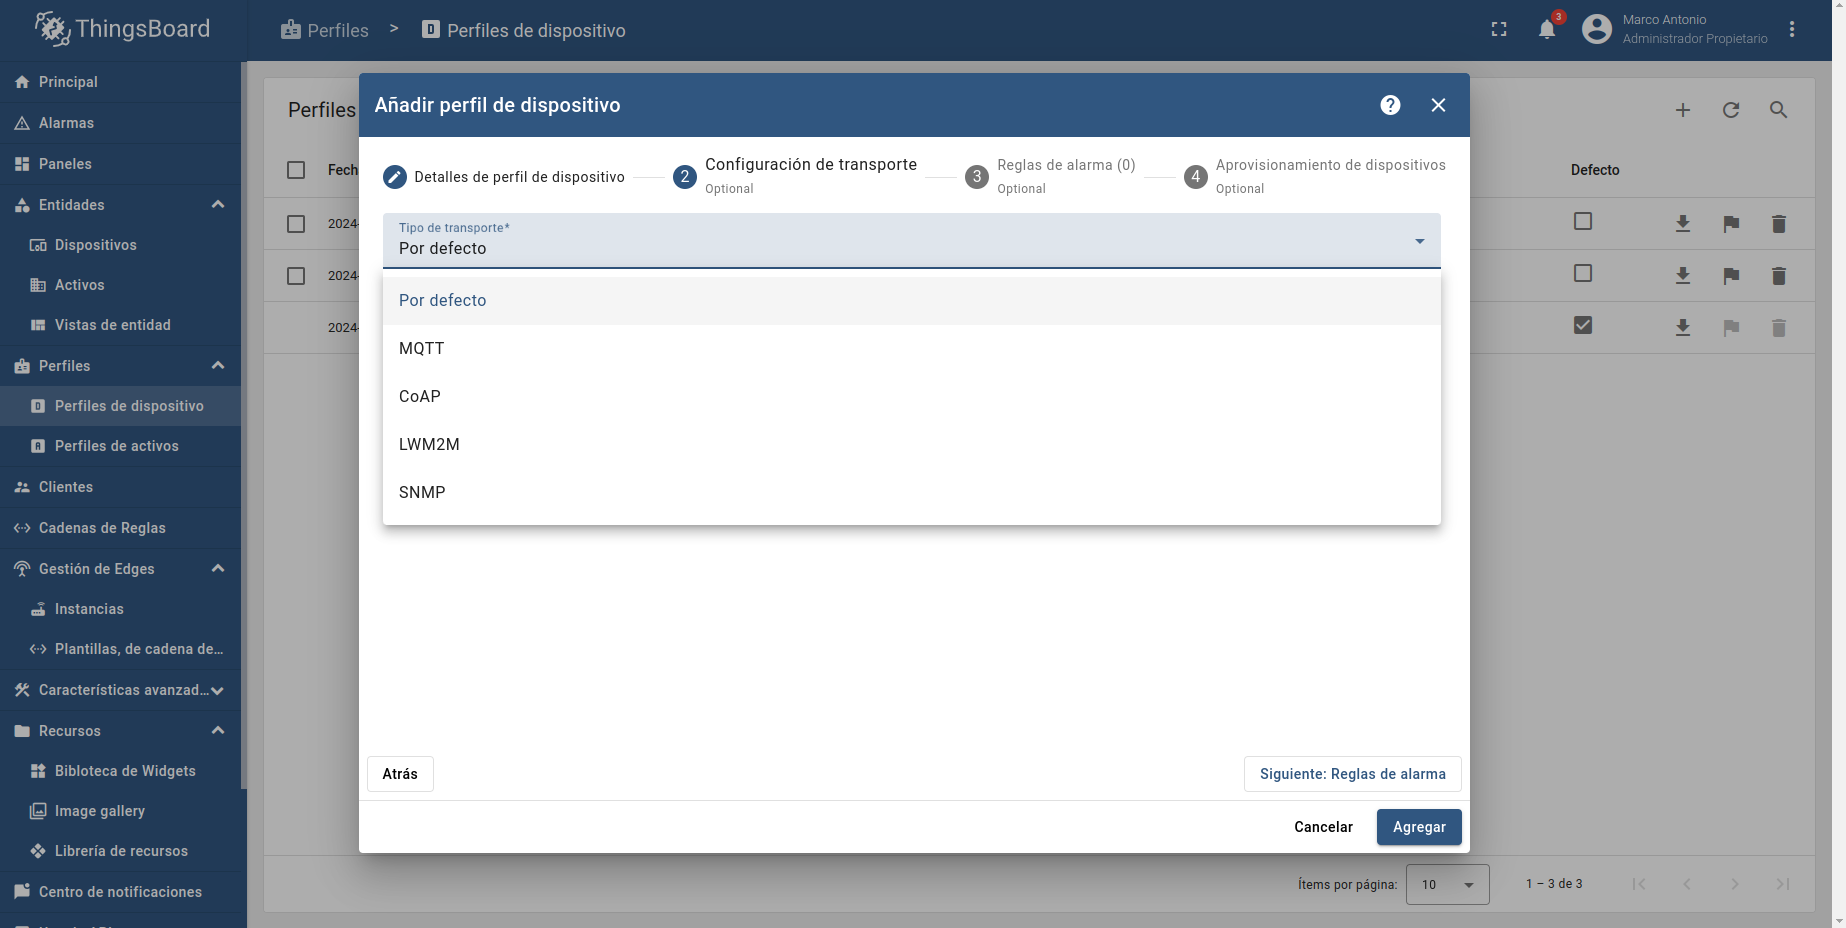 ThingsBoard
Perfiles > Perfiles de dispositivo
3
Marco Antonio
Administrador Propietario
Principal
Alarmas
Paneles
Entidades
Dispositivos
Activos
Vistas de entidad
Perfiles
Perfiles de dispositivo
Perfiles de activos
Clientes
Cadenas de Reglas
Gestión de Edges
Instancias
Plantillas, de cadena de...
Características avanzad...
Recursos
Bibloteca de Widgets
Image gallery
Librería de recursos
Centro de notificaciones
Perfiles
Fech
Defecto
2024-
2024-
2024-
Añadir perfil de dispositivo
Detalles de perfil de dispositivo
2 Configuración de transporte
Optional
3 Reglas de alarma (0)
Optional
4 Aprovisionamiento de dispositivos
Optional
Tipo de transporte*
Por defecto
Por defecto
MQTT
CoAP
LWM2M
SNMP
Atrás
Siguiente: Reglas de alarma
Cancelar
Agregar
Ítems por página: 10
1 – 3 de 3